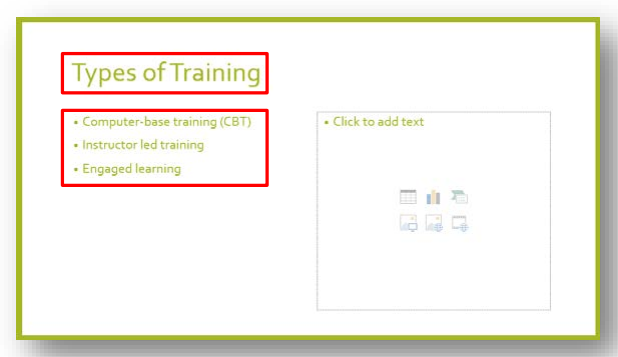 Types of Training
▪ Computer-base training (CBT)
▪ Instructor led training
▪ Engaged learning
▪ Click to add text